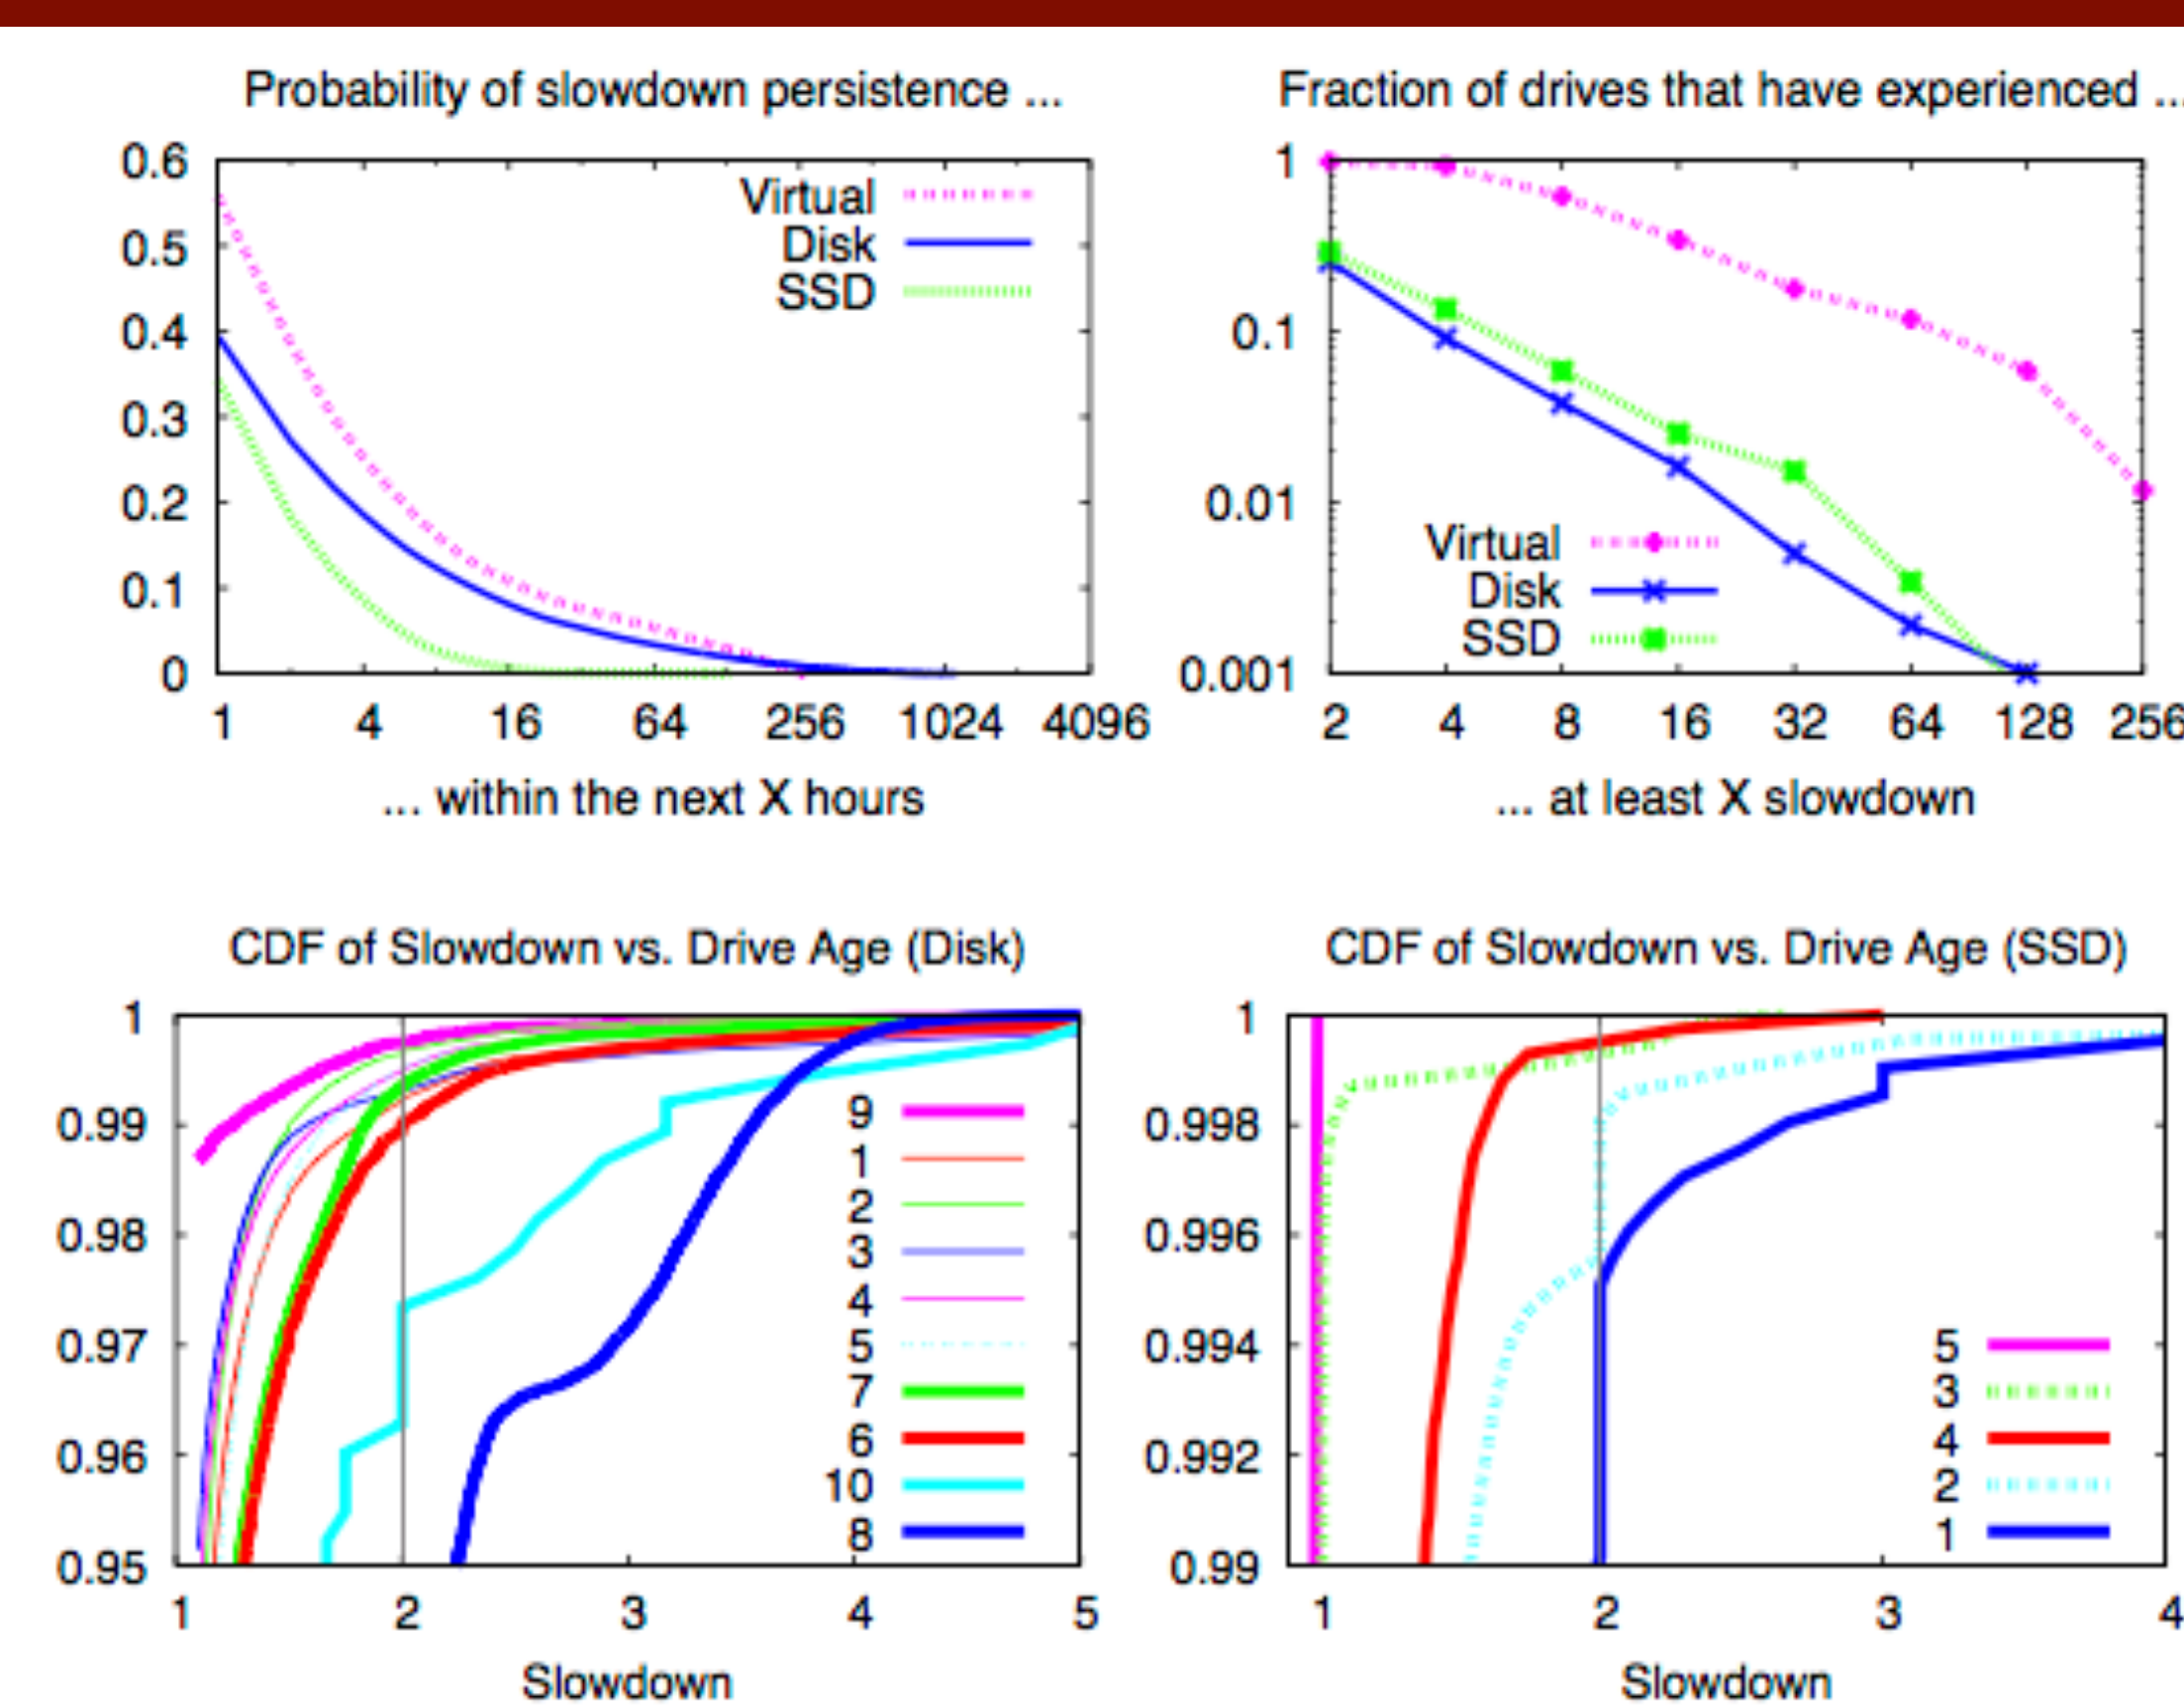 Probability of slowdown persistence ...
0.6
0.5
0.4
0.3
0.2
0.1
0
Virtual
Disk
SSD
1 4 16 64 256 1024 4096
... within the next X hours
Fraction of drives that have experienced ...
1
0.1
0.01
0.001
Virtual
Disk
SSD
2 4 8 16 32 64 128 256
... at least X slowdown
CDF of Slowdown vs. Drive Age (Disk)
1
0.99
0.98
0.97
0.96
0.95
9
1
2
3
4
5
7
6
10
8
1 2 3 4 5
Slowdown
CDF of Slowdown vs. Drive Age (SSD)
1
0.998
0.996
0.994
0.992
0.99
5
3
4
2
1
1 2 3 4
Slowdown